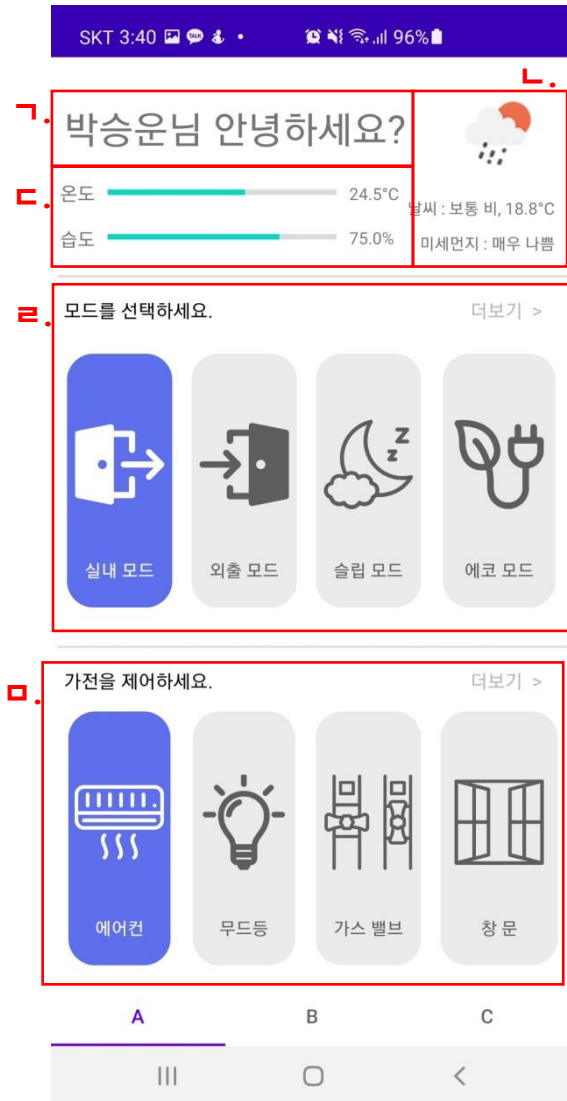 SKT 3:40 TALK 96%
ㄴ.
ㄱ.
박승운님 안녕하세요?
ㄷ.
온도 24.5°C
날씨 : 보통 비, 18.8°C
습도 75.0%
미세먼지 : 매우 나쁨
ㄹ.
모드를 선택하세요. 더보기 >
z
z
실내 모드 외출 모드 슬립 모드 에코 모드
ㅁ.
가전을 제어하세요. 더보기 >
에어컨 무드등 가스 밸브 창 문
A B C